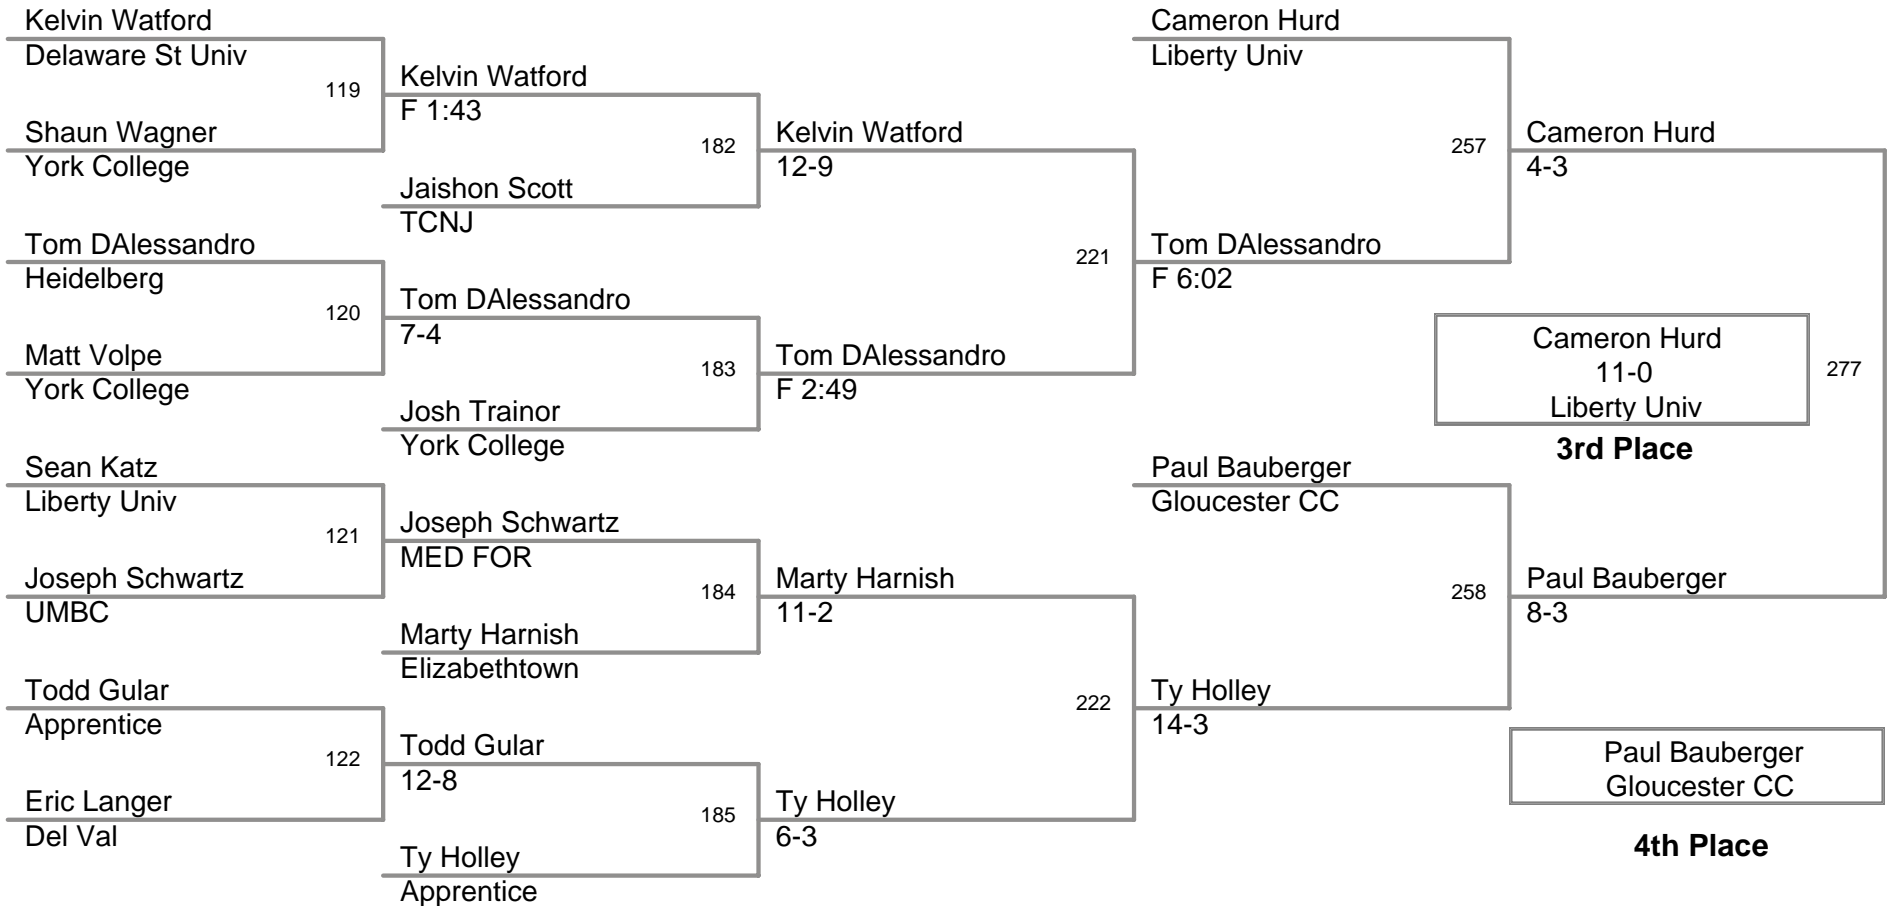 Kelvin Watford
Delaware St Univ
119
Shaun Wagner
York College
Tom DAlessandro
Heidelberg
120
Matt Volpe
York College
Sean Katz
Liberty Univ
121
Joseph Schwartz
UMBC
Todd Gular
Apprentice
122
Eric Langer
Del Val
Kelvin Watford
F 1:43
182
Jaishon Scott
TCNJ
Tom DAlessandro
7-4
183
Josh Trainor
York College
Joseph Schwartz
MED FOR
184
Marty Harnish
Elizabethtown
Todd Gular
12-8
185
Ty Holley
Apprentice
Kelvin Watford
12-9
221
Tom DAlessandro
F 2:49
Marty Harnish
11-2
222
Ty Holley
6-3
Cameron Hurd
Liberty Univ
257
Tom DAlessandro
F 6:02
Paul Bauberger
Gloucester CC
258
Ty Holley
14-3
Cameron Hurd
4-3
277
Paul Bauberger
8-3
Cameron Hurd
11-0
Liberty Univ
3rd Place
Paul Bauberger
Gloucester CC
4th Place